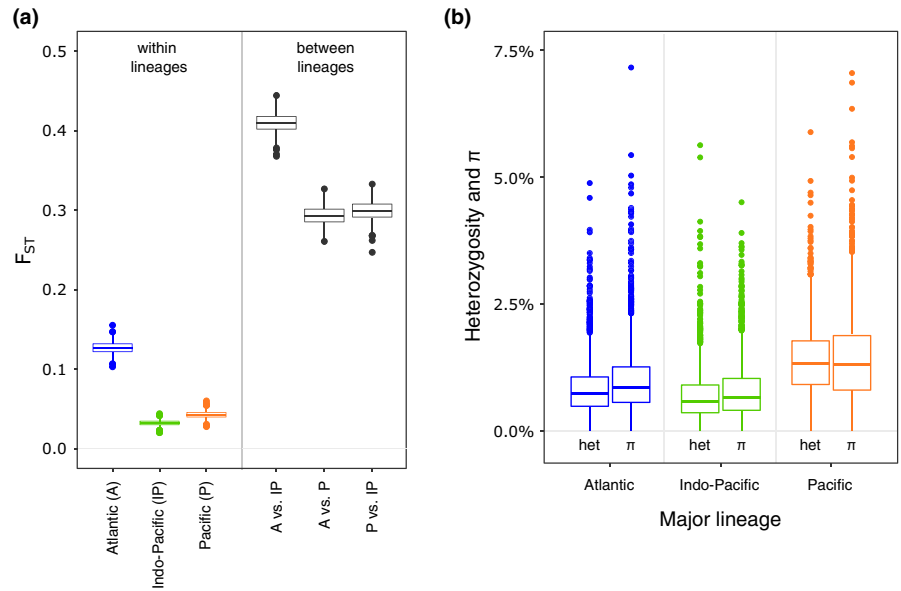 (a)
within
lineages
between
lineages
0.5
0.4
0.3
0.2
0.1
0.0
FST
Atlantic (A)
Indo-Pacific (IP)
Pacific (P)
A vs. IP
A vs. P
P vs. IP
(b)
7.5%
5.0%
2.5%
0.0%
Heterozygosity and π
het π het π het π
Atlantic Indo-Pacific Pacific
Major lineage